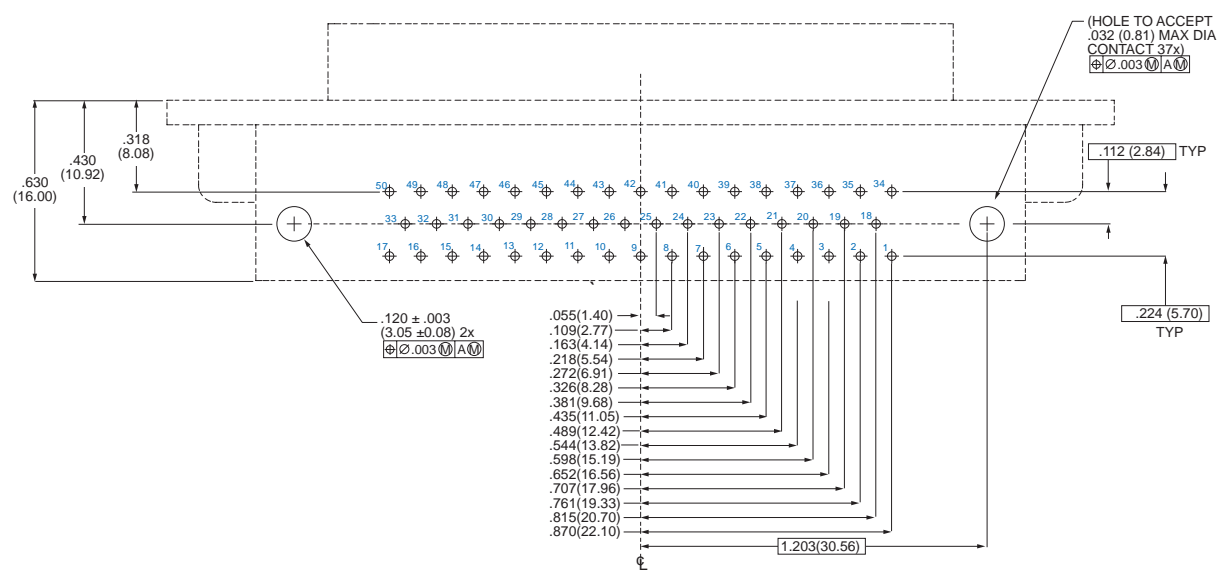 (HOLE TO ACCEPT
.032 (0.81) MAX DIA
CONTACT 37x)
⌖ ∅.003 Ⓜ A Ⓜ
.318
(8.08)
.430
(10.92)
.630
(16.00)
.112 (2.84) TYP
50 49 48 47 46 45 44 43 42 41 40 39 38 37 36 35 34
33 32 31 30 29 28 27 26 25 24 23 22 21 20 19 18
17 16 15 14 13 12 11 10 9 8 7 6 5 4 3 2 1
.224 (5.70)
TYP
.120 ± .003
(3.05 ±0.08) 2x
⌖ ∅.003 Ⓜ A Ⓜ
.055(1.40)
.109(2.77)
.163(4.14)
.218(5.54)
.272(6.91)
.326(8.28)
.381(9.68)
.435(11.05)
.489(12.42)
.544(13.82)
.598(15.19)
.652(16.56)
.707(17.96)
.761(19.33)
.815(20.70)
.870(22.10)
1.203(30.56)
℄